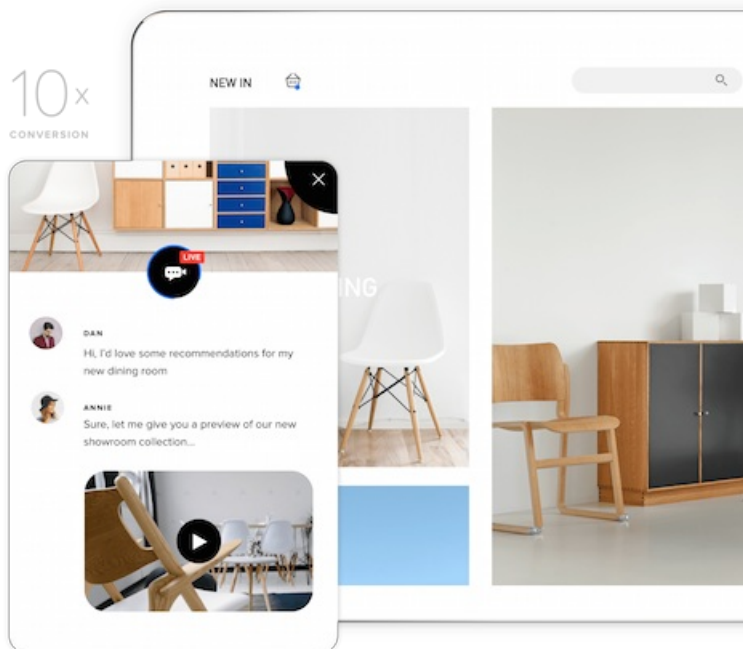 10x
CONVERSION
NEW IN
LIVE
ING
DAN
Hi, I'd love some recommendations for my
new dining room
ANNIE
Sure, let me give you a preview of our new
showroom collection...